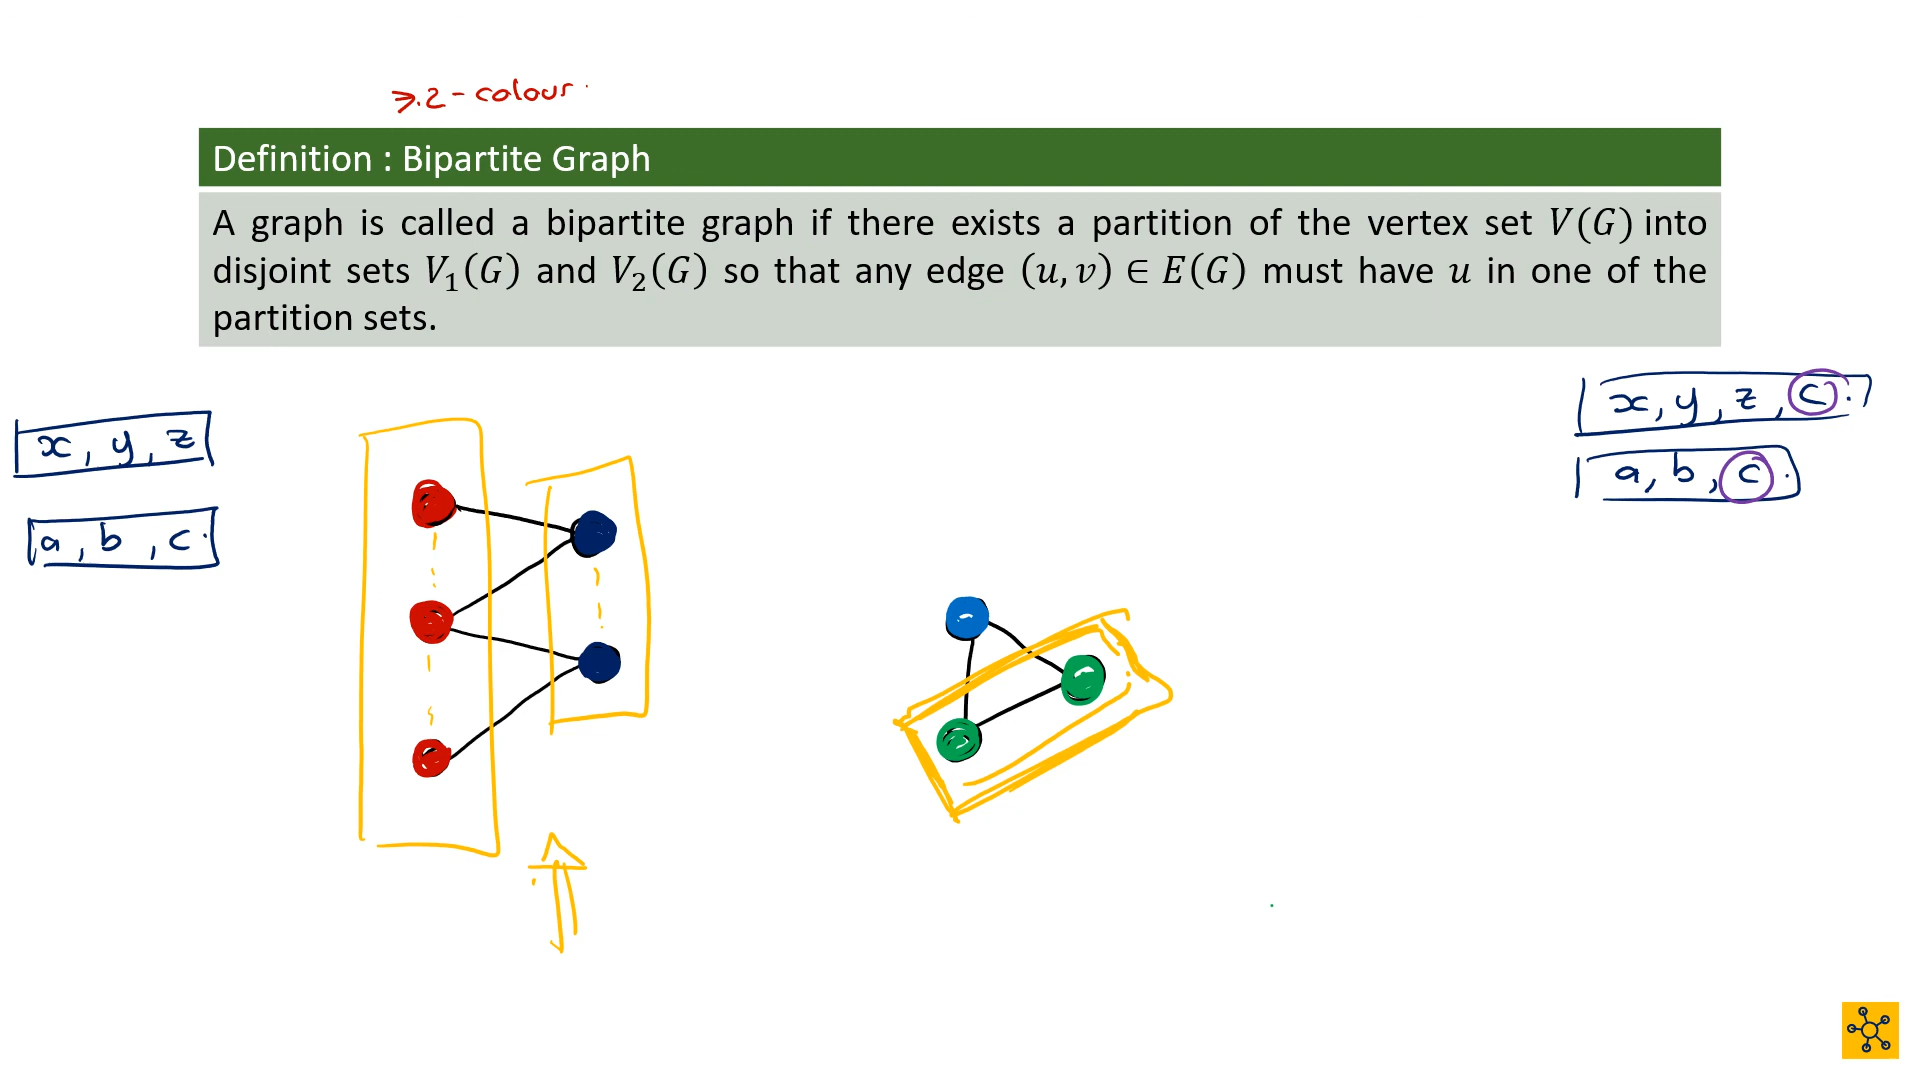 ≥.2 - colour.
Definition : Bipartite Graph
A graph is called a bipartite graph if there exists a partition of the vertex set V(G) into
disjoint sets V₁(G) and V₂(G) so that any edge (u, v) ∈ E(G) must have u in one of the
partition sets.
x, y, z
a, b, c.
x, y, z, c.
a, b, c.